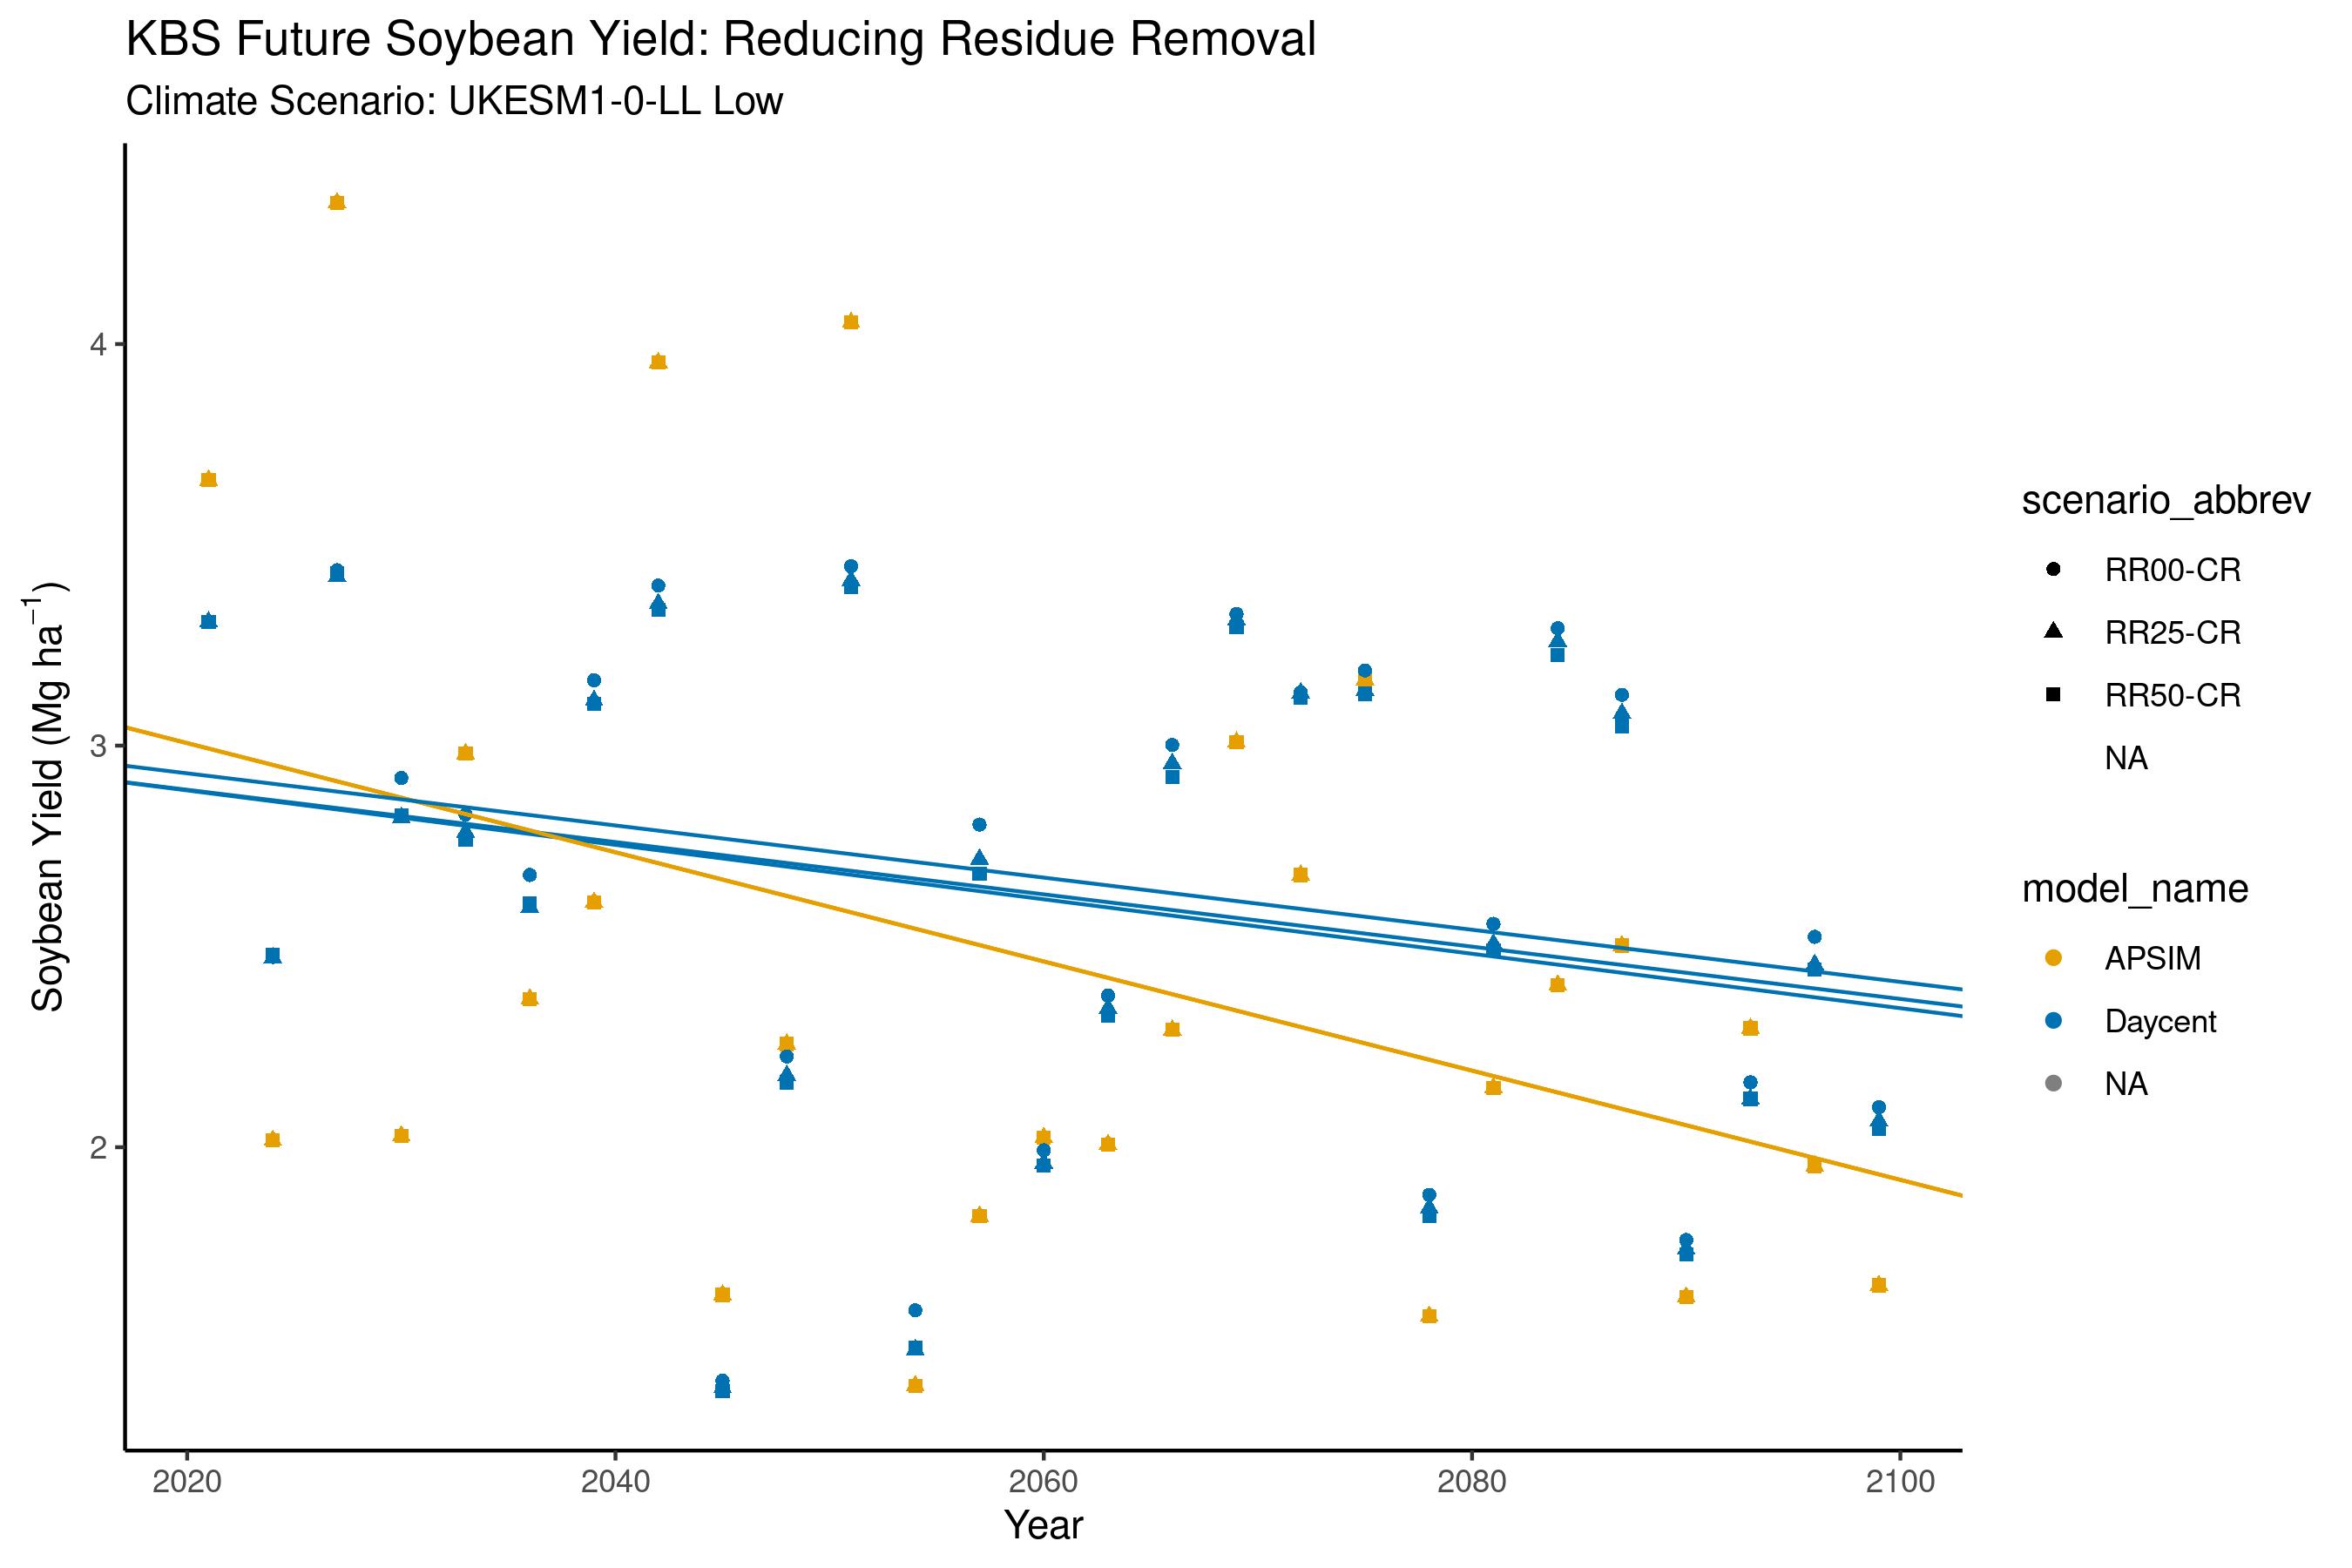 KBS Future Soybean Yield: Reducing Residue Removal
Climate Scenario: UKESM1-0-LL Low
Soybean Yield (Mg ha⁻¹)
4
3
2
2020
2040
2060
2080
2100
Year
scenario_abbrev
RR00-CR
RR25-CR
RR50-CR
NA
model_name
APSIM
Daycent
NA